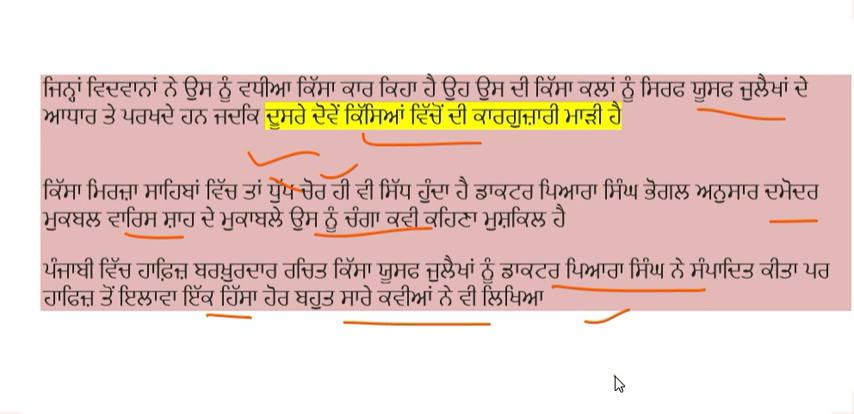 ਜਿਨ੍ਹਾਂ ਵਿਦਵਾਨਾਂ ਨੇ ਉਸ ਨੂੰ ਵਧੀਆ ਕਿੱਸਾ ਕਾਰ ਕਿਹਾ ਹੈ ਉਹ ਉਸ ਦੀ ਕਿੱਸਾ ਕਲਾਂ ਨੂੰ ਸਿਰਫ ਯੂਸਫ ਜੁਲੈਖਾਂ ਦੇ
ਆਧਾਰ ਤੇ ਪਰਖਦੇ ਹਨ ਜਦਕਿ ਦੂਸਰੇ ਦੋਵੇਂ ਕਿੱਸਿਆਂ ਵਿੱਚੋਂ ਦੀ ਕਾਰਗੁਜ਼ਾਰੀ ਮਾੜੀ ਹੈ
ਕਿੱਸਾ ਮਿਰਜ਼ਾ ਸਾਹਿਬਾਂ ਵਿੱਚ ਤਾਂ ਧੁੱਖ ਚੋਰ ਹੀ ਵੀ ਸਿੱਧ ਹੁੰਦਾ ਹੈ ਡਾਕਟਰ ਪਿਆਰਾ ਸਿੰਘ ਭੋਗਲ ਅਨੁਸਾਰ ਦਮੋਦਰ
ਮੁਕਬਲ ਵਾਰਿਸ ਸ਼ਾਹ ਦੇ ਮੁਕਾਬਲੇ ਉਸ ਨੂੰ ਚੰਗਾ ਕਵੀ ਕਹਿਣਾ ਮੁਸ਼ਕਿਲ ਹੈ
ਪੰਜਾਬੀ ਵਿੱਚ ਹਾਫ਼ਿਜ਼ ਬਰਖ਼ੁਰਦਾਰ ਰਚਿਤ ਕਿੱਸਾ ਯੂਸਫ ਜੁਲੈਖਾਂ ਨੂੰ ਡਾਕਟਰ ਪਿਆਰਾ ਸਿੰਘ ਨੇ ਸੰਪਾਦਿਤ ਕੀਤਾ ਪਰ
ਹਾਫਿਜ਼ ਤੋਂ ਇਲਾਵਾ ਇੱਕ ਹਿੱਸਾ ਹੋਰ ਬਹੁਤ ਸਾਰੇ ਕਵੀਆਂ ਨੇ ਵੀ ਲਿਖਿਆ